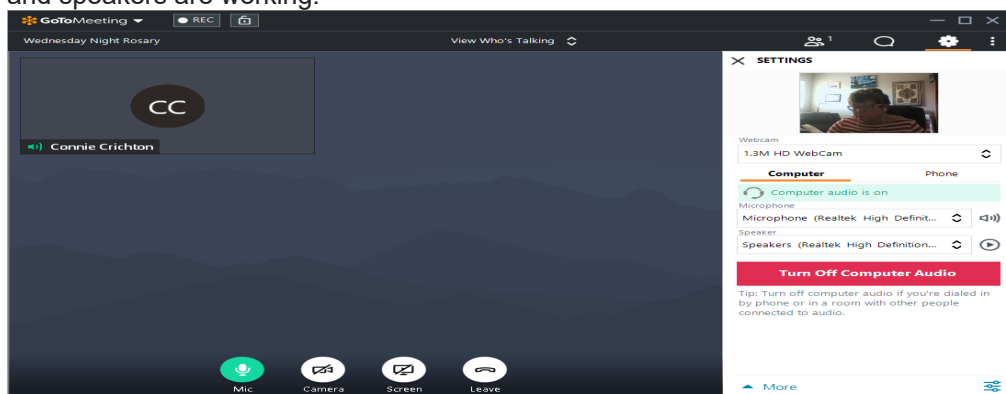 and speakers are working.
GoToMeeting
REC
Wednesday Night Rosary
View Who's Talking
1
SETTINGS
CC
Connie Crichton
Webcam
1.3M HD WebCam
Computer
Phone
Computer audio is on
Microphone
Microphone (Realtek High Definit...
Speaker
Speakers (Realtek High Definition...
Turn Off Computer Audio
Tip: Turn off computer audio if you're dialed in
by phone or in a room with other people
connected to audio.
Mic
Camera
Screen
Leave
More